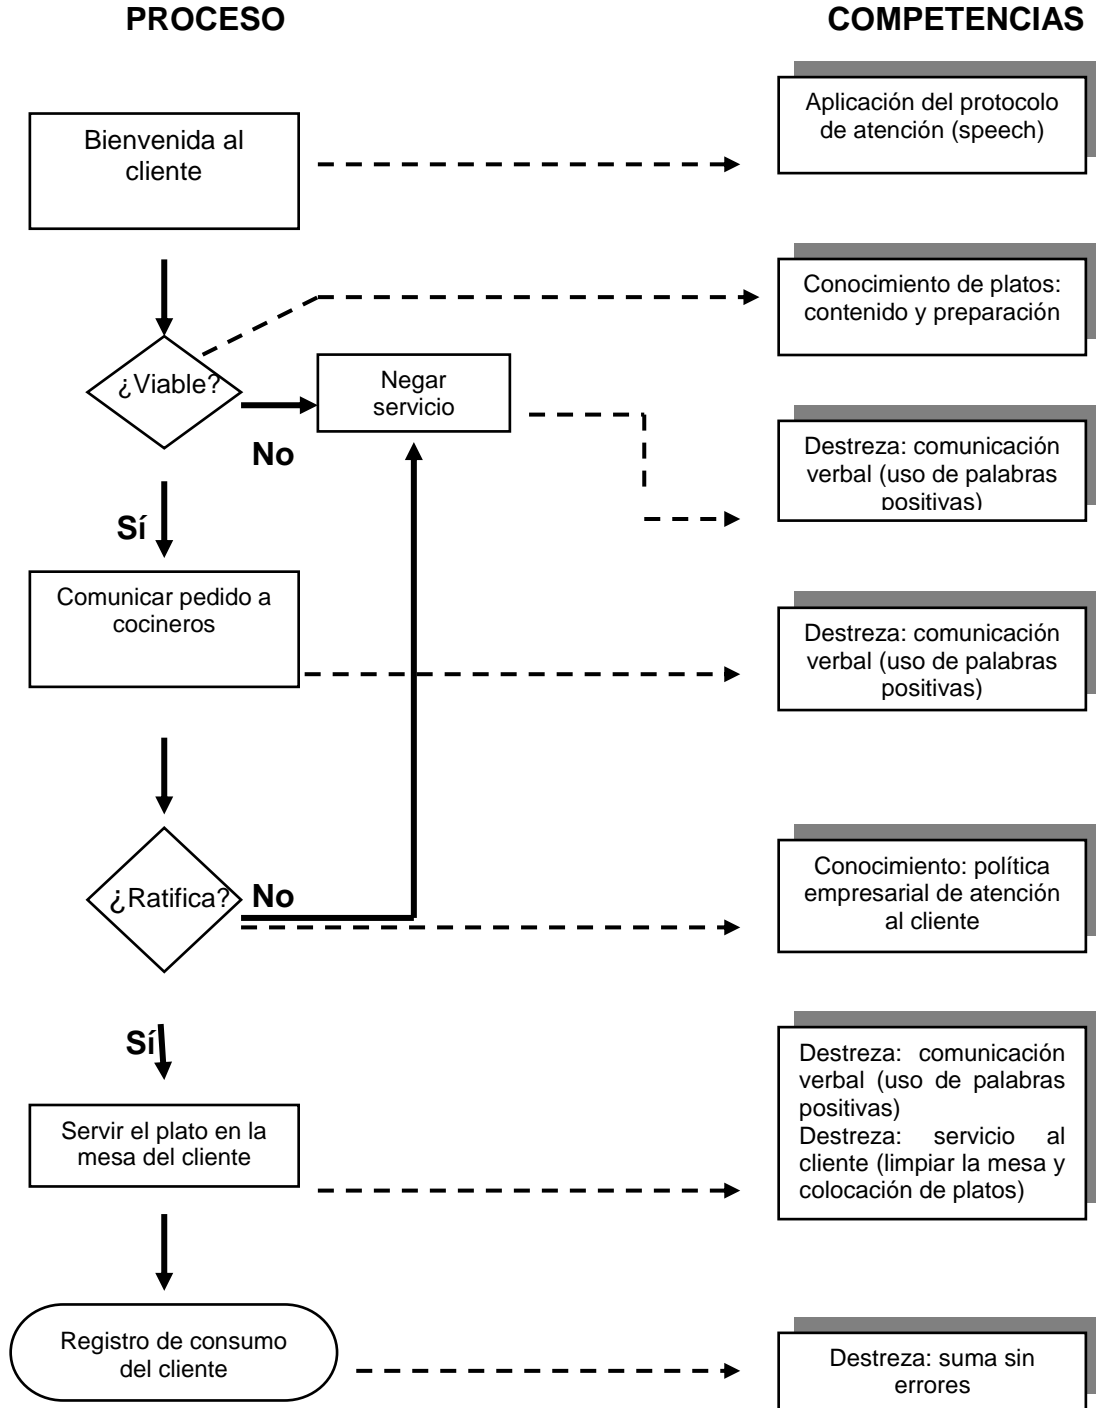 PROCESO
COMPETENCIAS
Bienvenida al
cliente
Aplicación del protocolo
de atención (speech)
¿Viable?
Conocimiento de platos:
contenido y preparación
Negar
servicio
No
Destreza: comunicación
verbal (uso de palabras
positivas)
Sí
Comunicar pedido a
cocineros
Destreza: comunicación
verbal (uso de palabras
positivas)
¿Ratifica?
No
Conocimiento: política
empresarial de atención
al cliente
Sí
Servir el plato en la
mesa del cliente
Destreza: comunicación
verbal (uso de palabras
positivas)
Destreza: servicio al
cliente (limpiar la mesa y
colocación de platos)
Registro de consumo
del cliente
Destreza: suma sin
errores